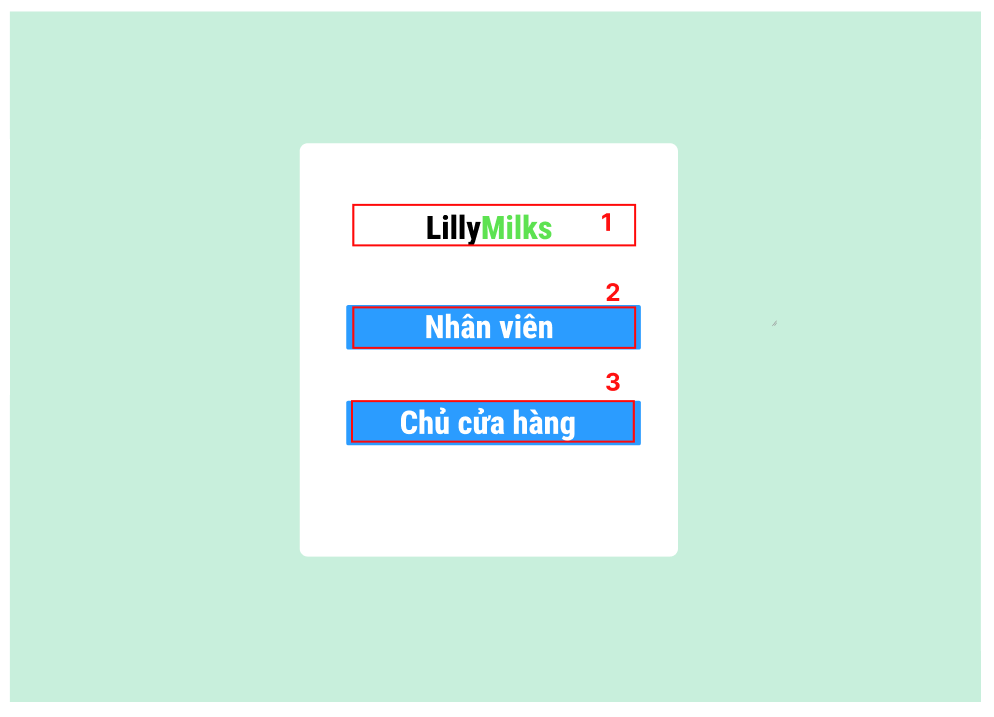 LillyMilks 1
2
Nhân viên
3
Chủ cửa hàng